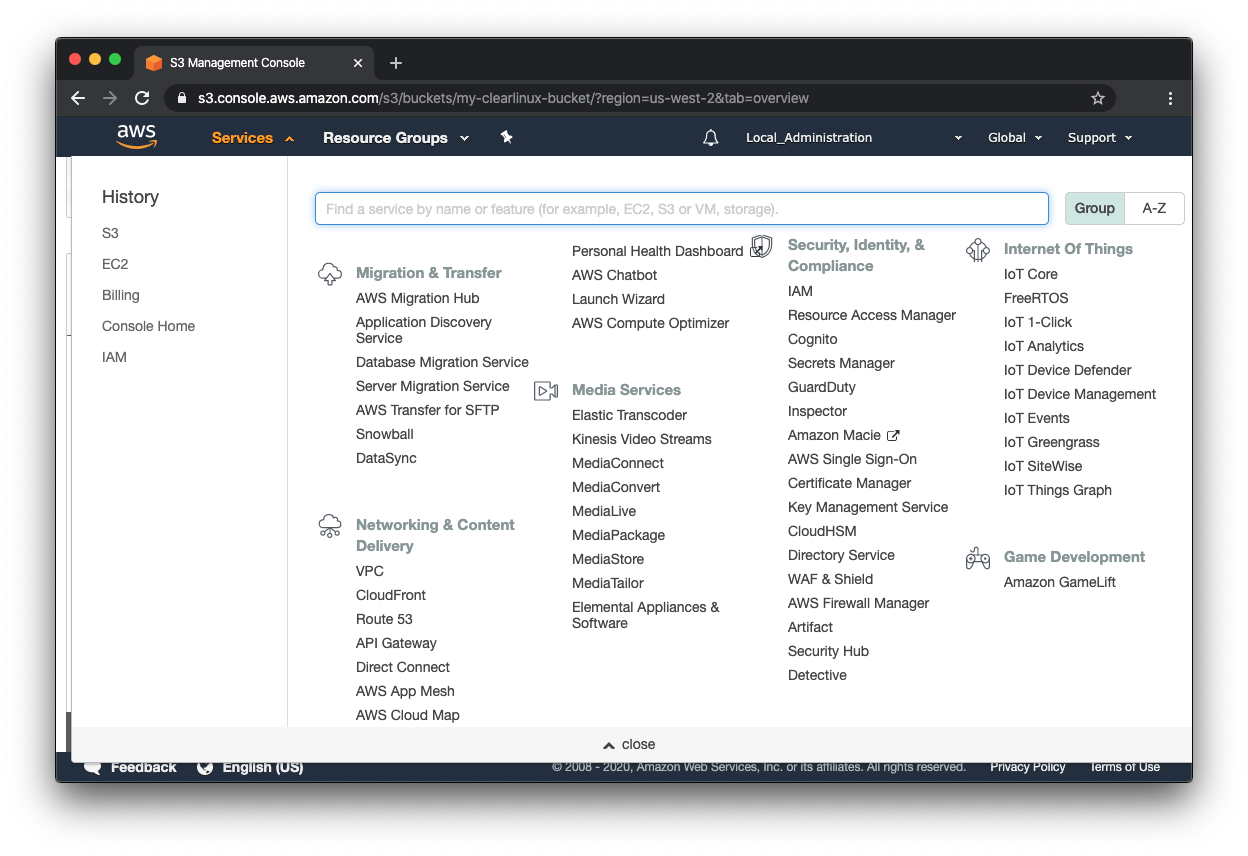 S3 Management Console
s3.console.aws.amazon.com/s3/buckets/my-clearlinux-bucket/?region=us-west-2&tab=overview
aws
Services
Resource Groups
Local_Administration
Global
Support
History
S3
EC2
Billing
Console Home
IAM
Find a service by name or feature (for example, EC2, S3 or VM, storage).
Group
A-Z
Migration & Transfer
AWS Migration Hub
Application Discovery
Service
Database Migration Service
Server Migration Service
AWS Transfer for SFTP
Snowball
DataSync
Networking & Content
Delivery
VPC
CloudFront
Route 53
API Gateway
Direct Connect
AWS App Mesh
AWS Cloud Map
Personal Health Dashboard
AWS Chatbot
Launch Wizard
AWS Compute Optimizer
Media Services
Elastic Transcoder
Kinesis Video Streams
MediaConnect
MediaConvert
MediaLive
MediaPackage
MediaStore
MediaTailor
Elemental Appliances &
Software
Security, Identity, &
Compliance
IAM
Resource Access Manager
Cognito
Secrets Manager
GuardDuty
Inspector
Amazon Macie
AWS Single Sign-On
Certificate Manager
Key Management Service
CloudHSM
Directory Service
WAF & Shield
AWS Firewall Manager
Artifact
Security Hub
Detective
Internet Of Things
IoT Core
FreeRTOS
IoT 1-Click
IoT Analytics
IoT Device Defender
IoT Device Management
IoT Events
IoT Greengrass
IoT SiteWise
IoT Things Graph
Game Development
Amazon GameLift
close
Feedback
English (US)
© 2008 - 2020, Amazon Web Services, Inc. or its affiliates. All rights reserved.
Privacy Policy
Terms of Use